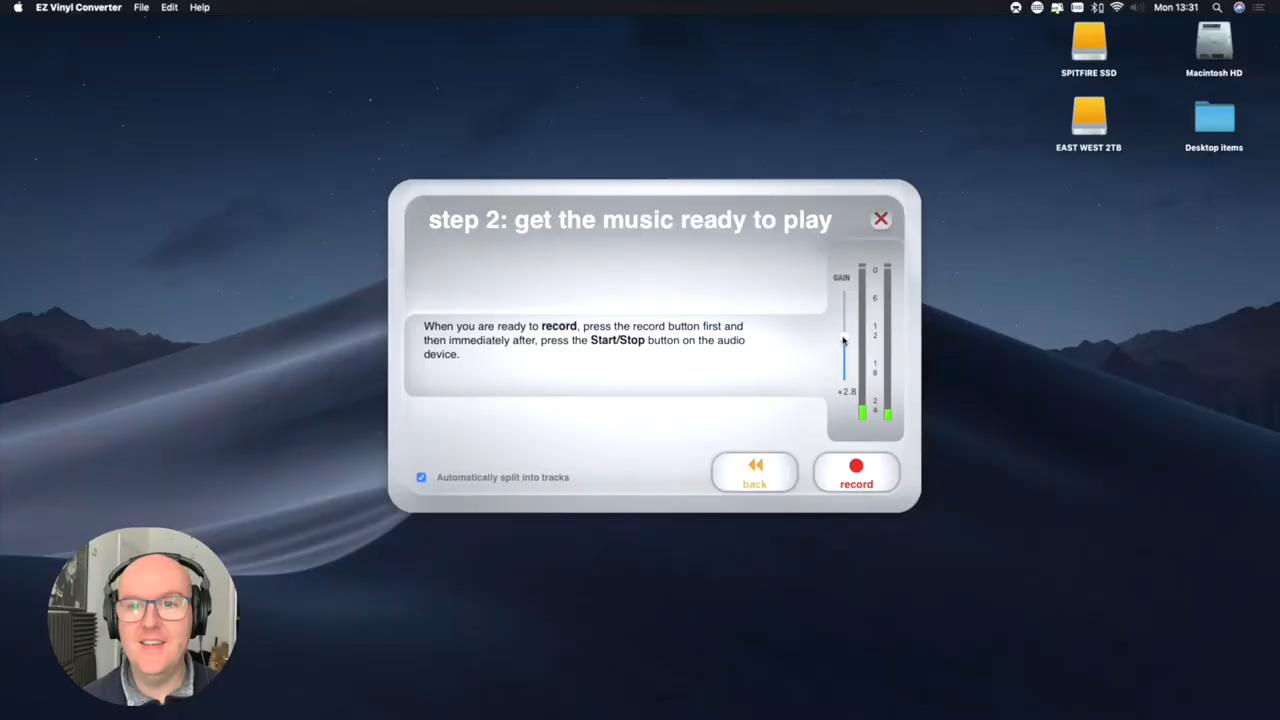 EZ Vinyl Converter File Edit Help
Mon 13:31
SPITFIRE SSD
Macintosh HD
EAST WEST 2TB
Desktop items
step 2: get the music ready to play
GAIN
0
6
1
2
1
8
2
4
+2.8
When you are ready to record, press the record button first and
then immediately after, press the Start/Stop button on the audio
device.
Automatically split into tracks
back
record